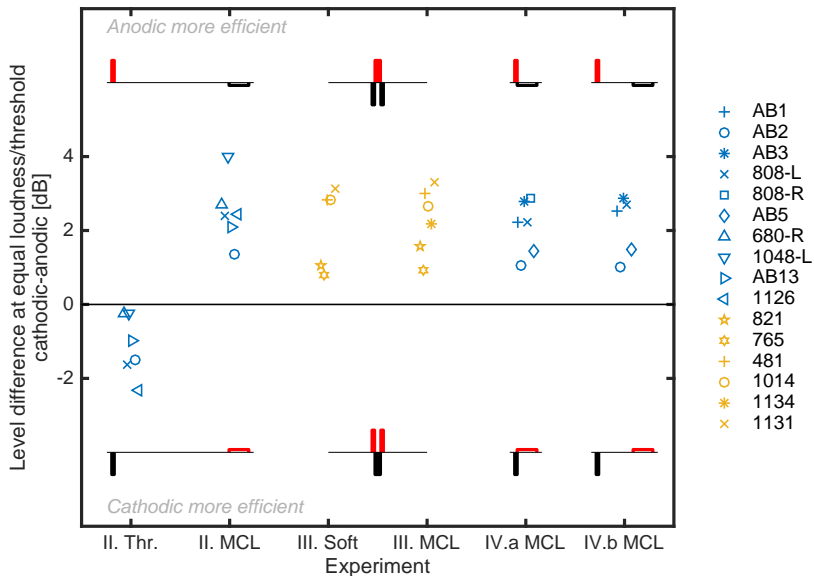 Anodic more efficient
Level difference at equal loudness/threshold
cathodic-anodic [dB]
4
2
0
-2
Cathodic more efficient
II. Thr.
II. MCL
III. Soft
III. MCL
IV.a MCL
IV.b MCL
Experiment
AB1
AB2
AB3
808-L
808-R
AB5
680-R
1048-L
AB13
1126
821
765
481
1014
1134
1131